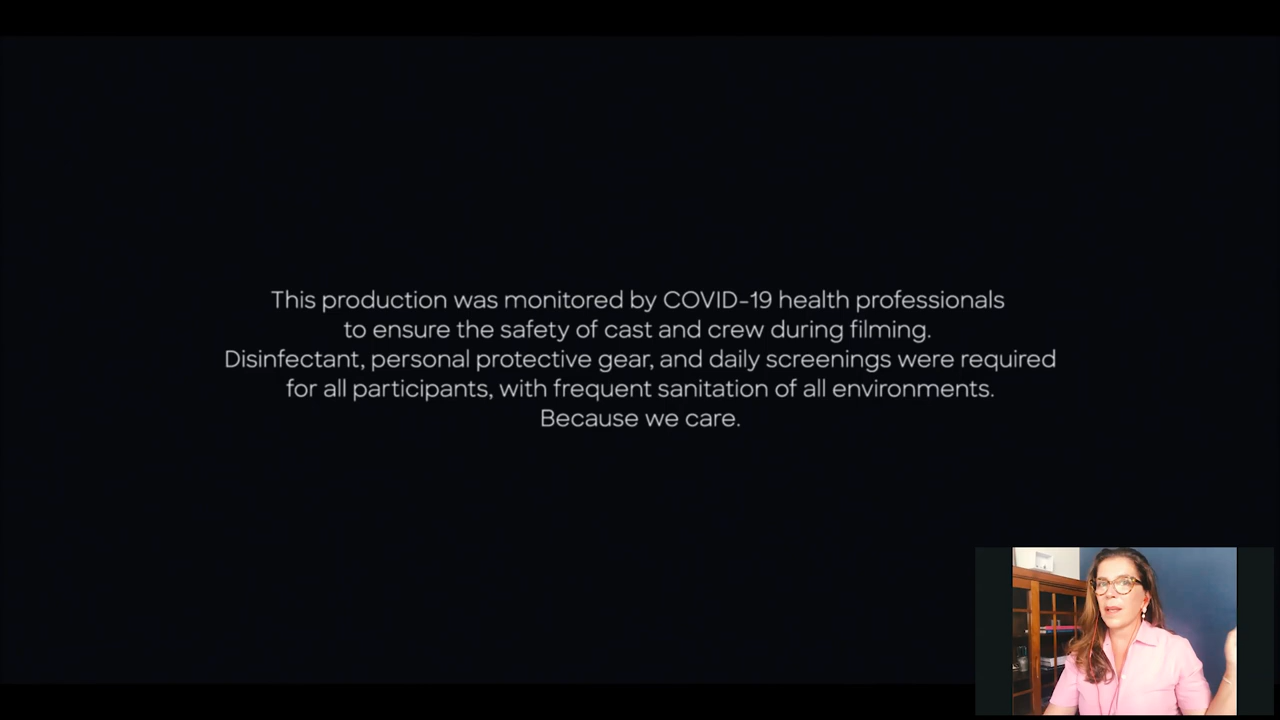 This production was monitored by COVID-19 health professionals
to ensure the safety of cast and crew during filming.
Disinfectant, personal protective gear, and daily screenings were required
for all participants, with frequent sanitation of all environments.
Because we care.